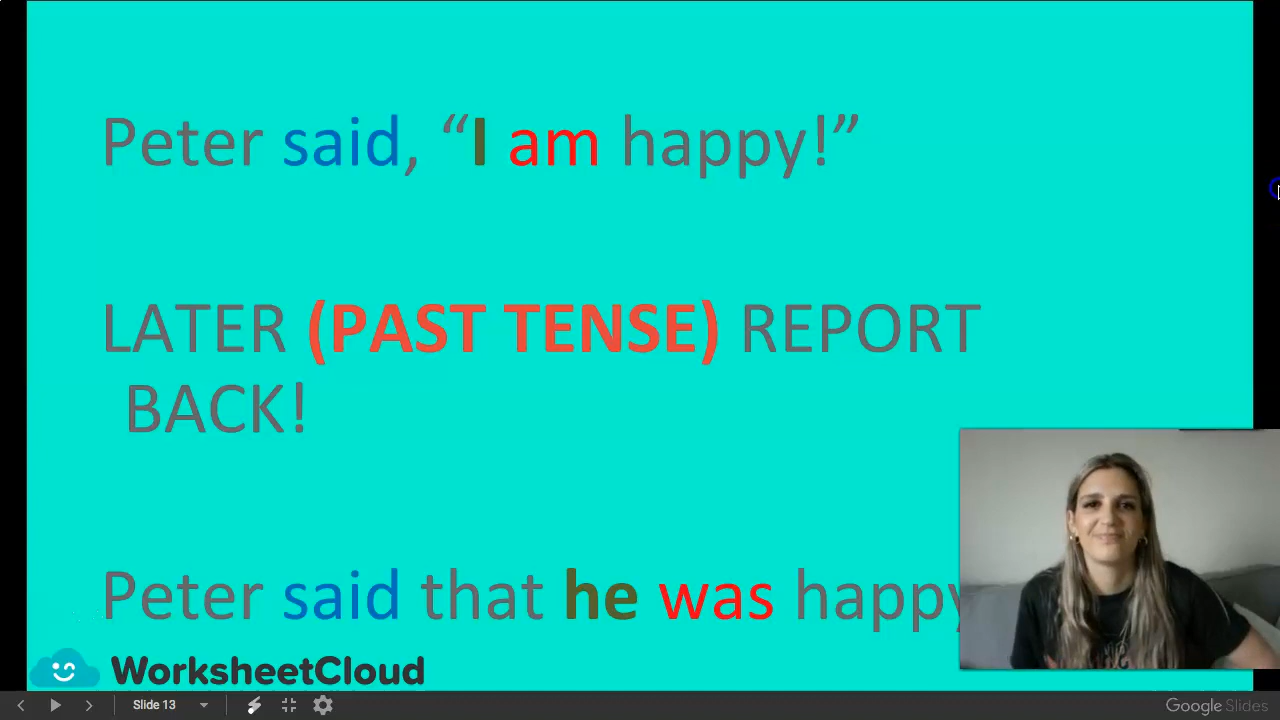 Peter said, “I am happy!”
LATER (PAST TENSE) REPORT
BACK!
Peter said that he was happy
WorksheetCloud
Slide 13
Google Slides